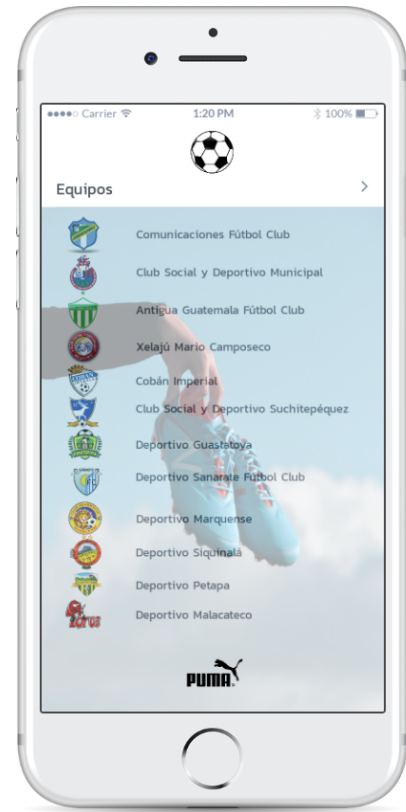 Carrier 1:20 PM 100%
Equipos
Comunicaciones Fútbol Club
Club Social y Deportivo Municipal
Antigua Guatemala Fútbol Club
Xelajú Mario Camposeco
Cobán Imperial
Club Social y Deportivo Suchitepéquez
Deportivo Guastatoya
Deportivo Sanarate Fútbol Club
Deportivo Marquense
Deportivo Siquinalá
Deportivo Petapa
Deportivo Malacateco
PUMA